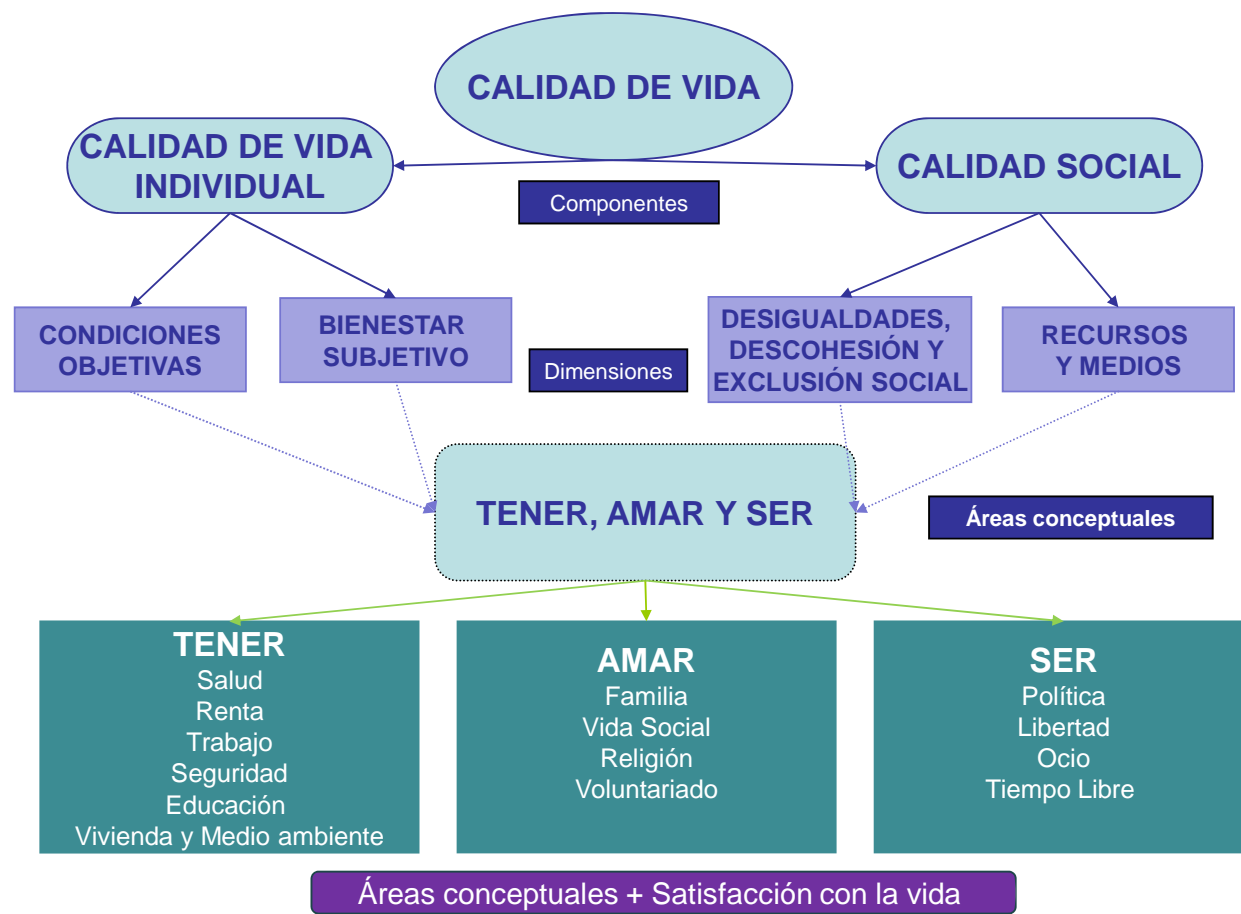 CALIDAD DE VIDA
CALIDAD DE VIDA
INDIVIDUAL
CALIDAD SOCIAL
Componentes
CONDICIONES
OBJETIVAS
BIENESTAR
SUBJETIVO
Dimensiones
DESIGUALDADES,
DESCOHESIÓN Y
EXCLUSIÓN SOCIAL
RECURSOS
Y MEDIOS
TENER, AMAR Y SER
Áreas conceptuales
TENER
Salud
Renta
Trabajo
Seguridad
Educación
Vivienda y Medio ambiente
AMAR
Familia
Vida Social
Religión
Voluntariado
SER
Política
Libertad
Ocio
Tiempo Libre
Áreas conceptuales + Satisfacción con la vida